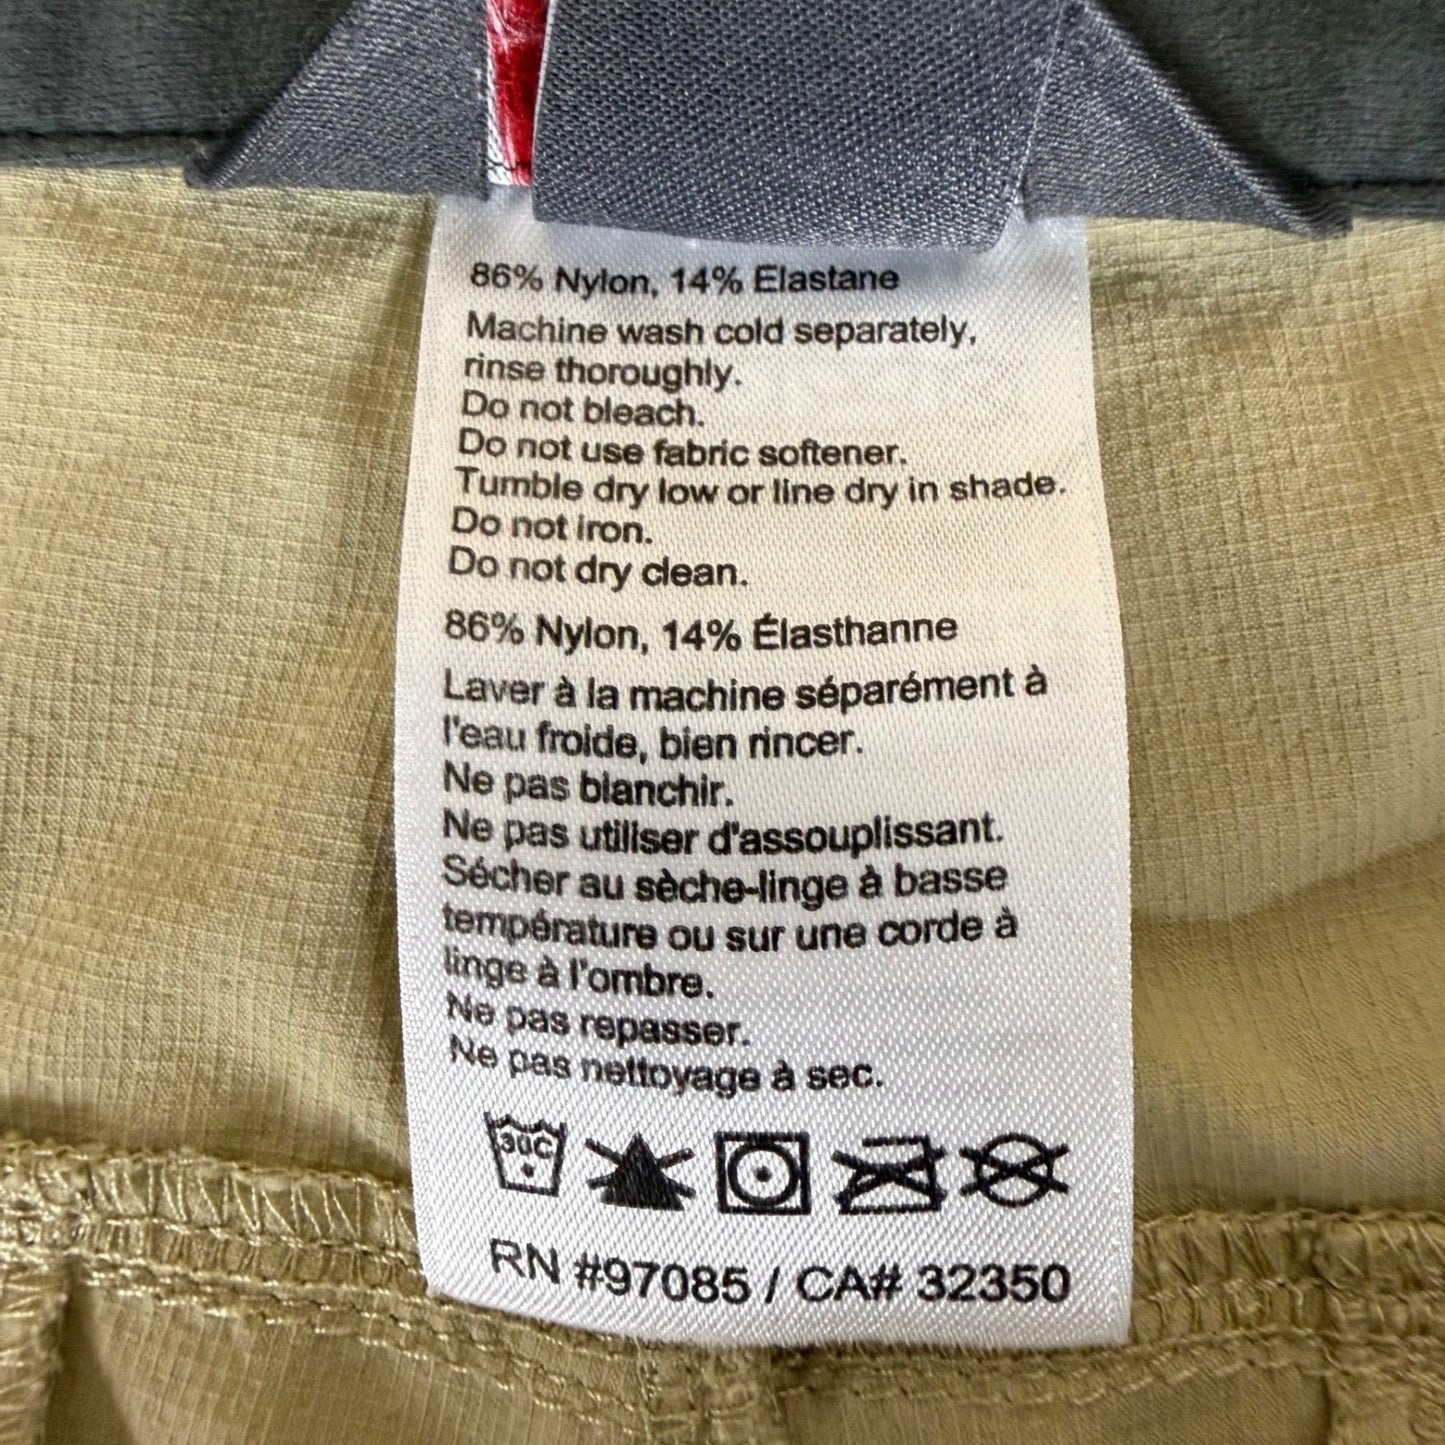 86% Nylon, 14% Elastane
Machine wash cold separately,
rinse thoroughly.
Do not bleach.
Do not use fabric softener.
Tumble dry low or line dry in shade.
Do not iron.
Do not dry clean.
86% Nylon, 14% Élasthanne
Laver à la machine séparément à
l'eau froide, bien rincer.
Ne pas blanchir.
Ne pas utiliser d'assouplissant.
Sécher au sèche-linge à basse
température ou sur une corde à
linge à l'ombre.
Ne pas repasser.
Ne pas nettoyage à sec.
30C
RN #97085 / CA# 32350